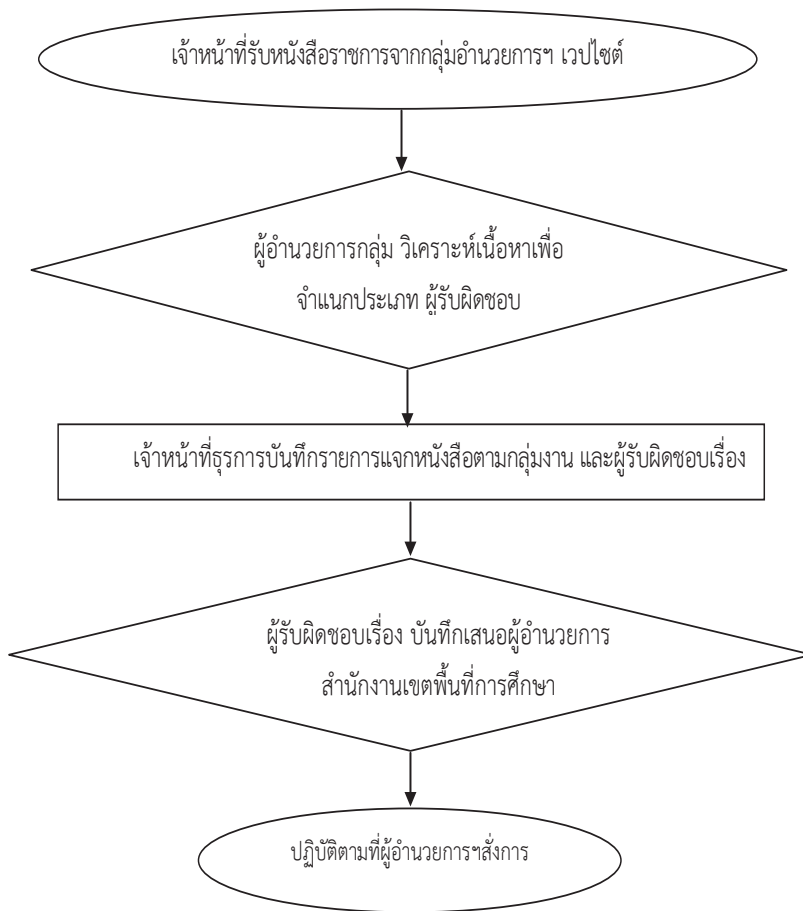 เจ้าหน้าที่รับหนังสือราชการจากกลุ่มอำนวยการฯ เวปไซต์
ผู้อำนวยการกลุ่ม วิเคราะห์เนื้อหาเพื่อ
จำแนกประเภท ผู้รับผิดชอบ
เจ้าหน้าที่ธุรการบันทึกรายการแจกหนังสือตามกลุ่มงาน และผู้รับผิดชอบเรื่อง
ผู้รับผิดชอบเรื่อง บันทึกเสนอผู้อำนวยการ
สำนักงานเขตพื้นที่การศึกษา
ปฏิบัติตามที่ผู้อำนวยการฯสั่งการ